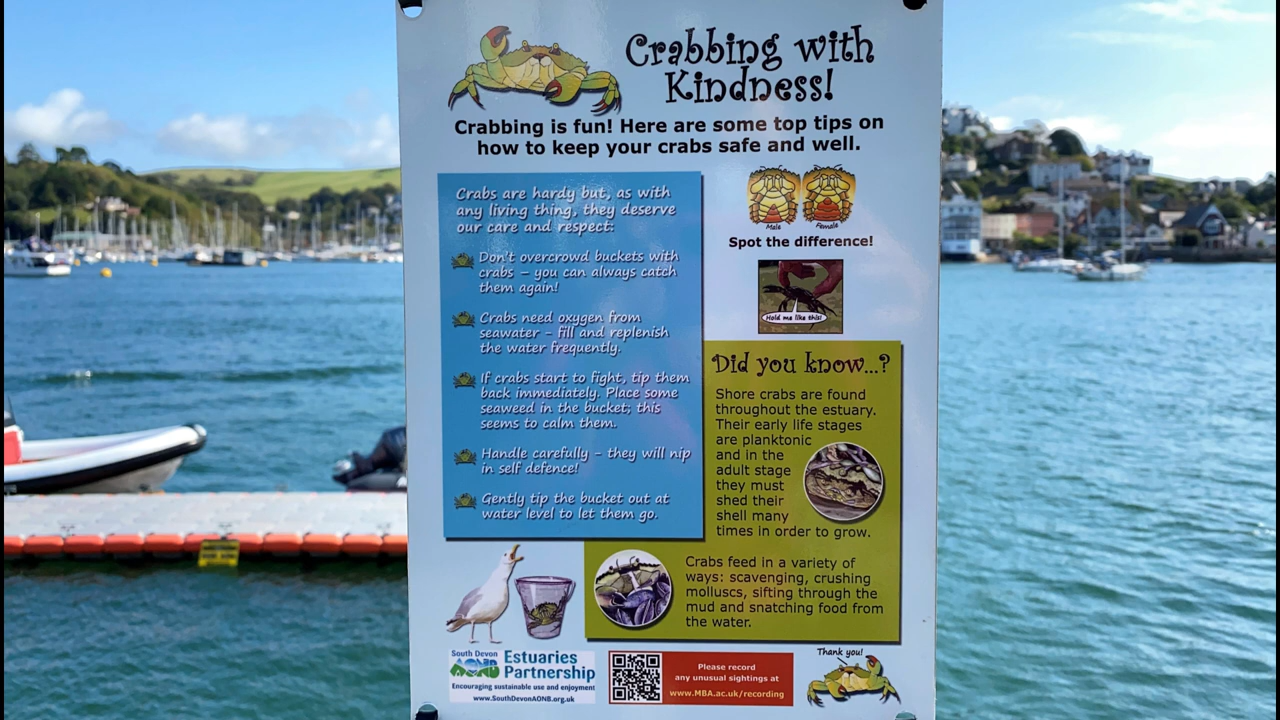 Crabbing with
Kindness!
Crabbing is fun! Here are some top tips on
how to keep your crabs safe and well.
Crabs are hardy but, as with
any living thing, they deserve
our care and respect:
Don't overcrowd buckets with
crabs – you can always catch
them again!
Crabs need oxygen from
seawater – fill and replenish
the water frequently.
If crabs start to fight, tip them
back immediately. Place some
seaweed in the bucket; this
seems to calm them.
Handle carefully – they will nip
in self defence!
Gently tip the bucket out at
water level to let them go.
Male Female
Spot the difference!
Hold me like this!
Did you know...?
Shore crabs are found
throughout the estuary.
Their early life stages
are planktonic
and in the
adult stage
they must
shed their
shell many
times in order to grow.
Crabs feed in a variety of
ways: scavenging, crushing
molluscs, sifting through the
mud and snatching food from
the water.
South Devon
AONB
Estuaries
Partnership
Encouraging sustainable use and enjoyment
www.SouthDevonAONB.org.uk
Please record
any unusual sightings at
www.MBA.ac.uk/recording
Thank you!